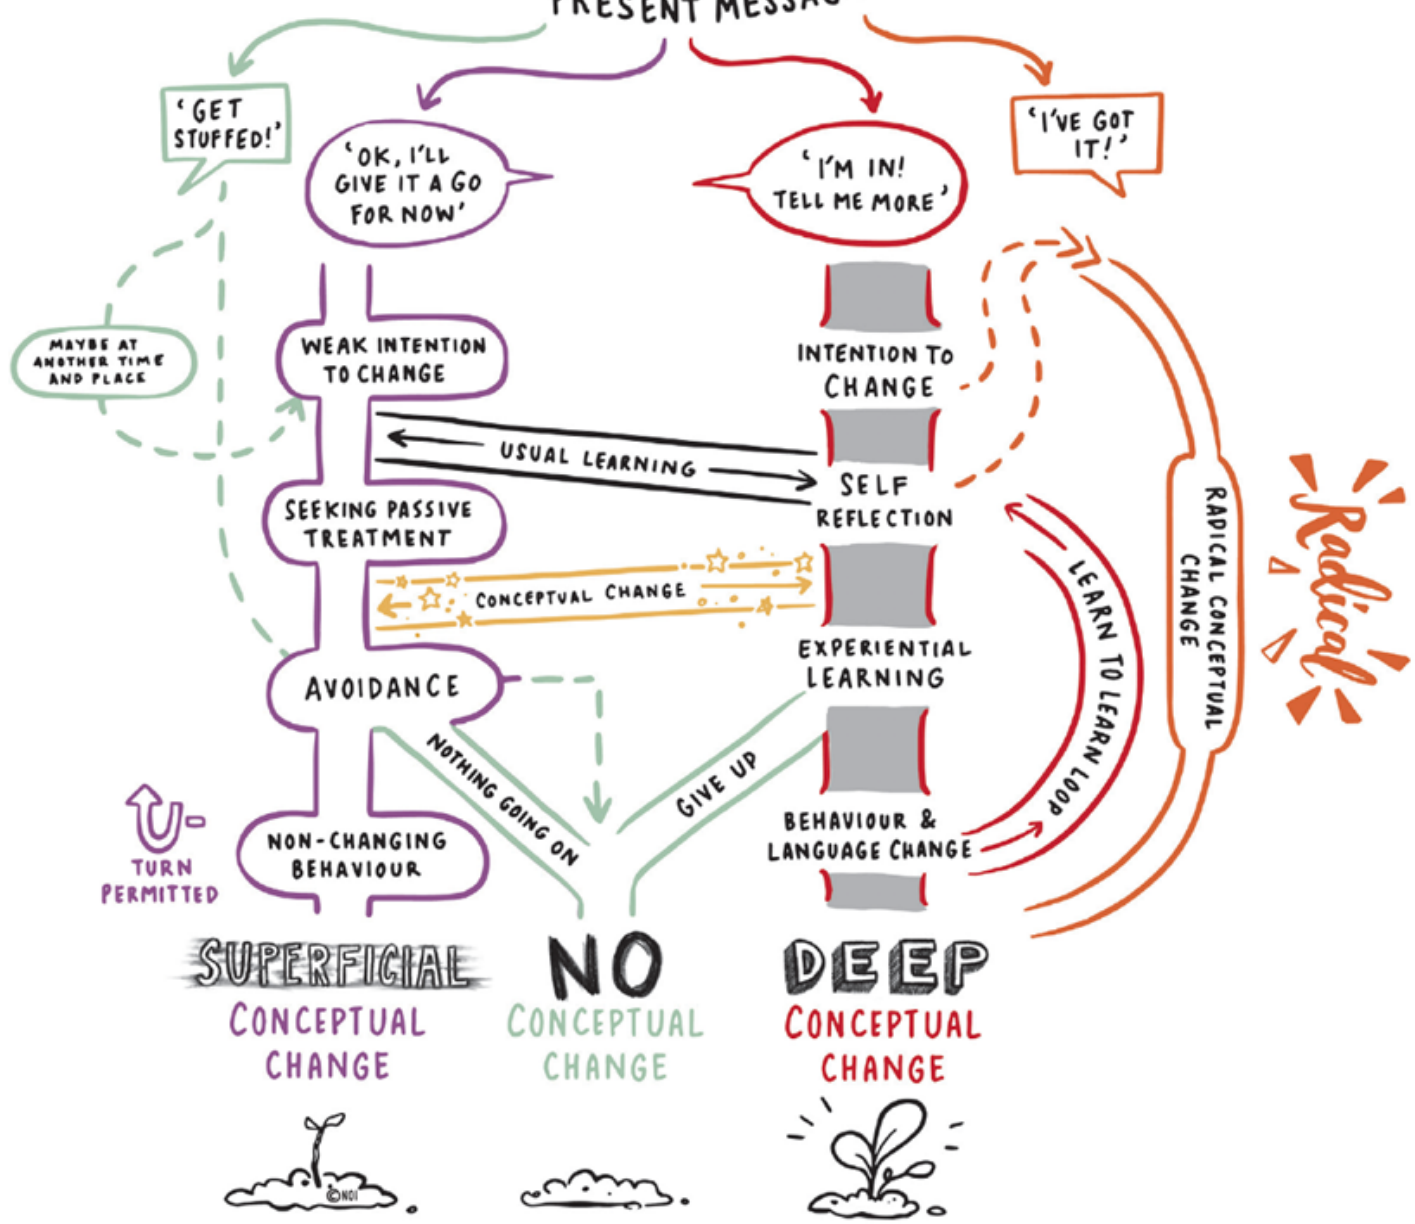 PRESENT MESSAG
'GET
STUFFED!'
'OK, I'LL
GIVE IT A GO
FOR NOW'
'I'M IN!
TELL ME MORE'
'I'VE GOT
IT!'
MAYBE AT
ANOTHER TIME
AND PLACE
WEAK INTENTION
TO CHANGE
INTENTION TO
CHANGE
USUAL LEARNING
SELF
REFLECTION
SEEKING PASSIVE
TREATMENT
CONCEPTUAL CHANGE
EXPERIENTIAL
LEARNING
AVOIDANCE
NOTHING GOING ON
GIVE UP
LEARN TO LEARN LOOP
RADICAL CONCEPTUAL
CHANGE
Radical
BEHAVIOUR &
LANGUAGE CHANGE
NON-CHANGING
BEHAVIOUR
U-
TURN
PERMITTED
SUPERFICIAL
CONCEPTUAL
CHANGE
NO
CONCEPTUAL
CHANGE
DEEP
CONCEPTUAL
CHANGE
©NOI